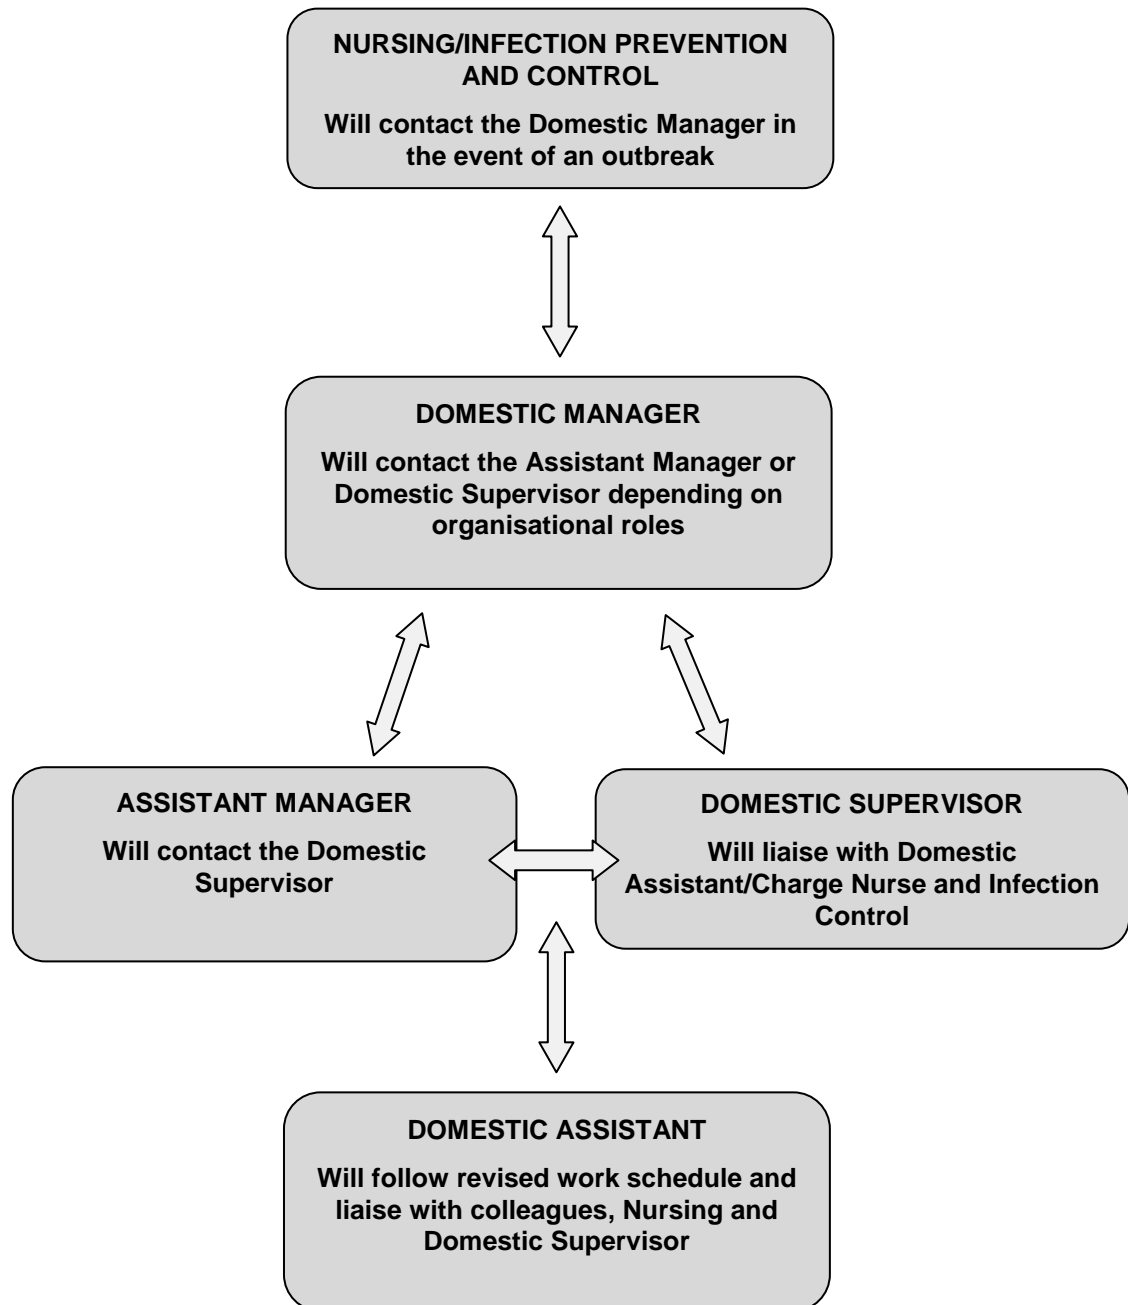 NURSING/INFECTION PREVENTION
AND CONTROL
Will contact the Domestic Manager in
the event of an outbreak
DOMESTIC MANAGER
Will contact the Assistant Manager or
Domestic Supervisor depending on
organisational roles
ASSISTANT MANAGER
Will contact the Domestic
Supervisor
DOMESTIC SUPERVISOR
Will liaise with Domestic
Assistant/Charge Nurse and Infection
Control
DOMESTIC ASSISTANT
Will follow revised work schedule and
liaise with colleagues, Nursing and
Domestic Supervisor